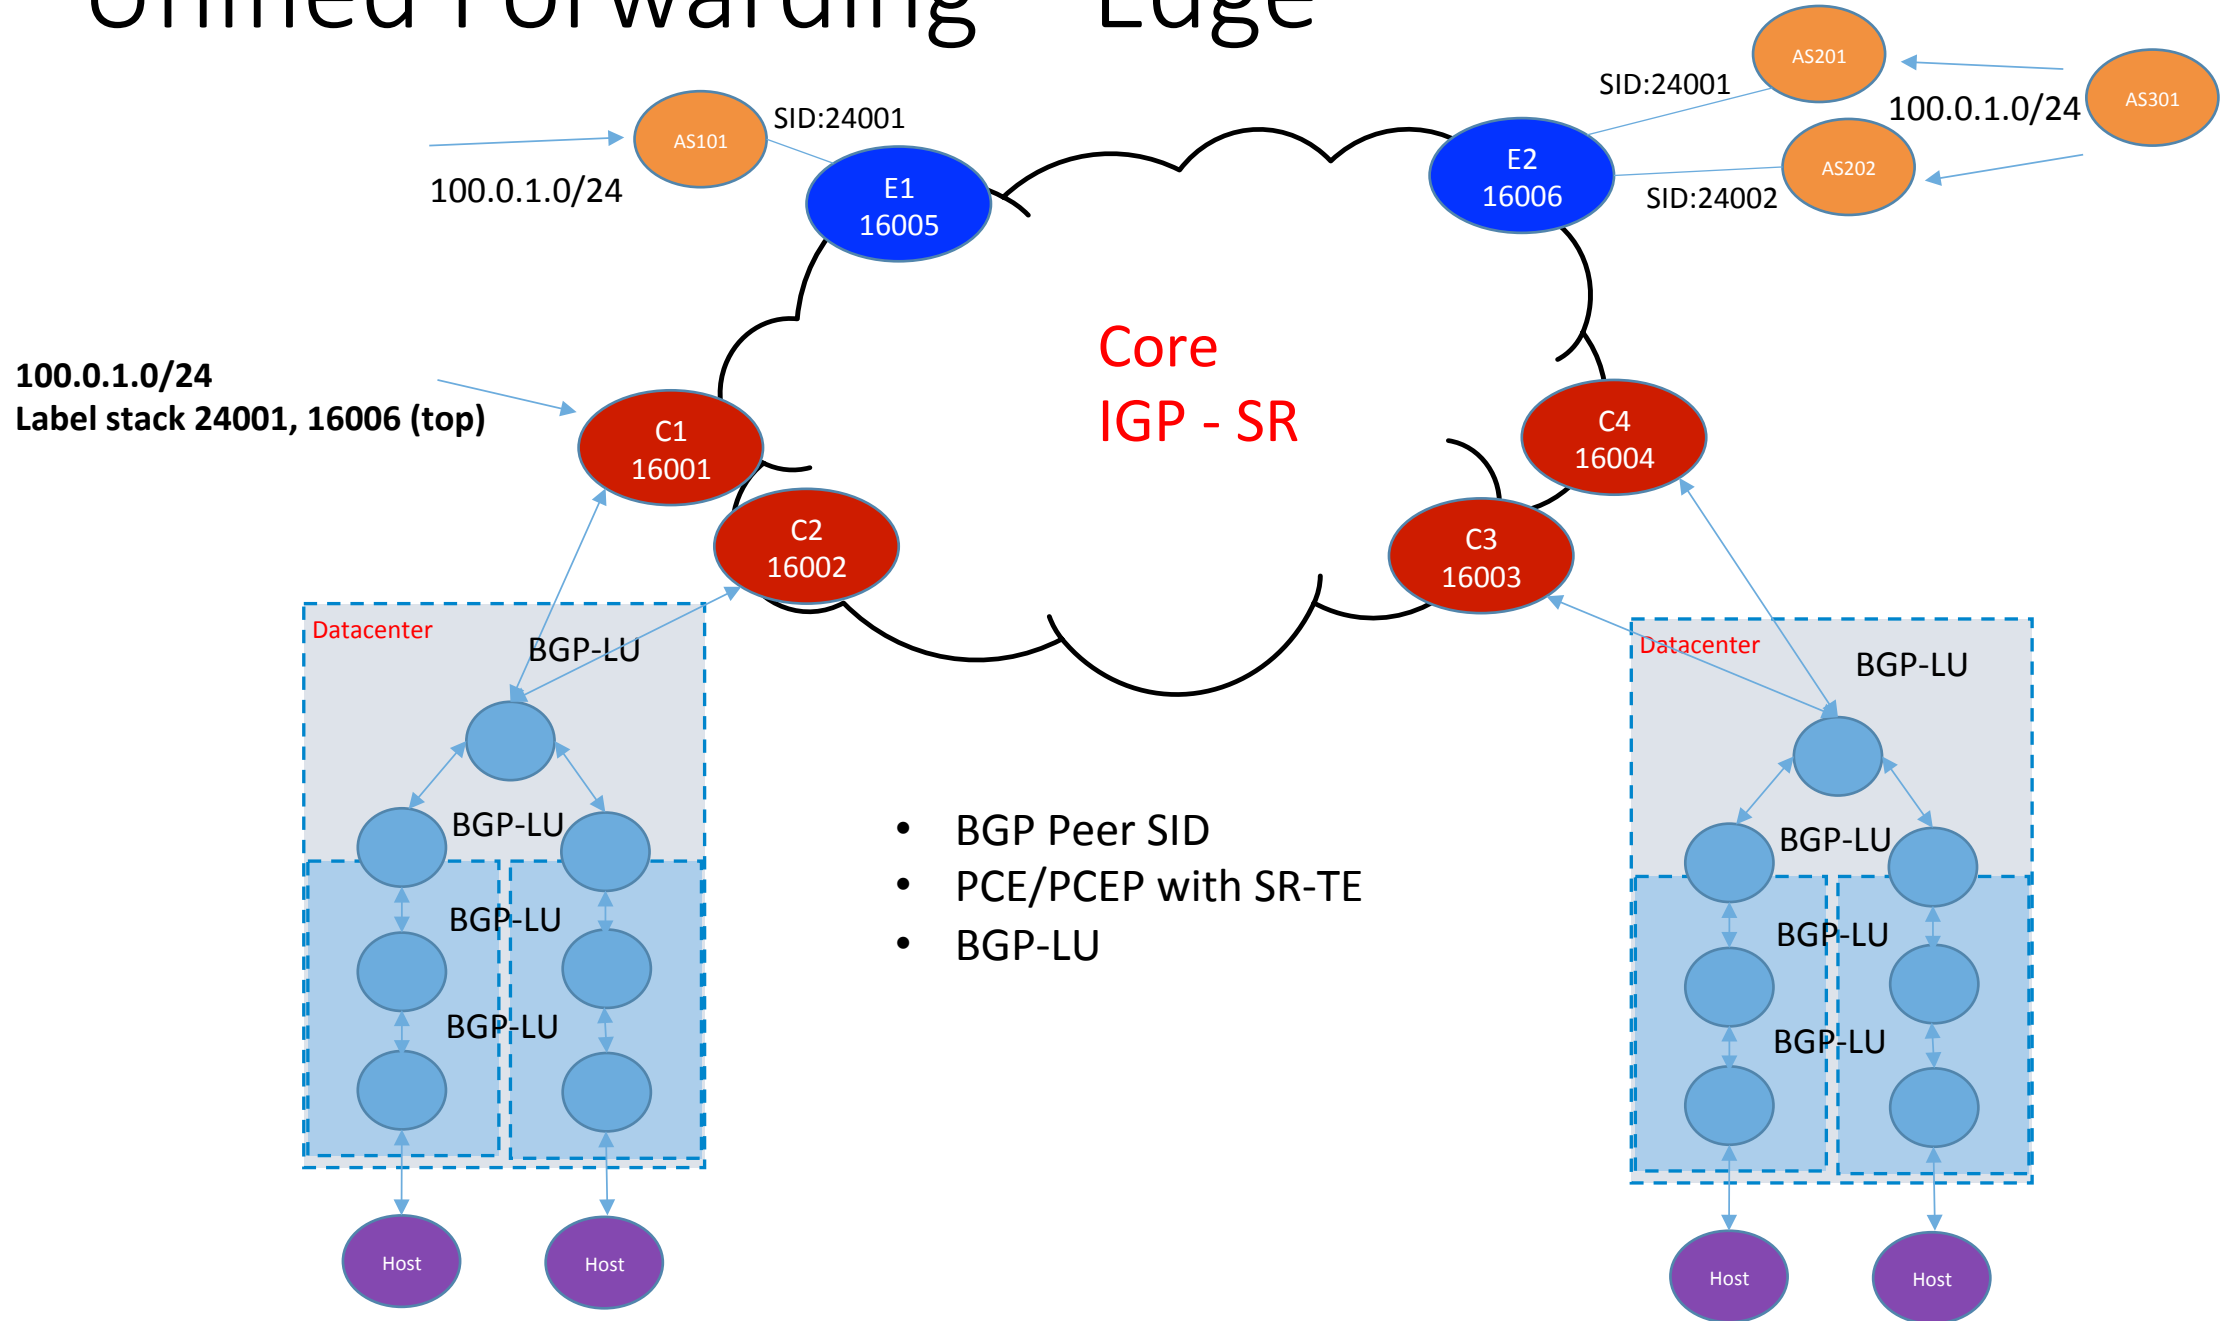 Unified Forwarding Edge
AS201
SID:24001
AS301
100.0.1.0/24
SID:24001
AS101
E2
16006
AS202
SID:24002
100.0.1.0/24
E1
16005
Core
IGP - SR
100.0.1.0/24
Label stack 24001, 16006 (top)
C1
16001
C4
16004
C2
16002
C3
16003
Datacenter
BGP-LU
Datacenter
BGP-LU
BGP-LU
BGP-LU
• BGP Peer SID
• PCE/PCEP with SR-TE
• BGP-LU
BGP-LU
BGP-LU
BGP-LU
BGP-LU
Host
Host
Host
Host